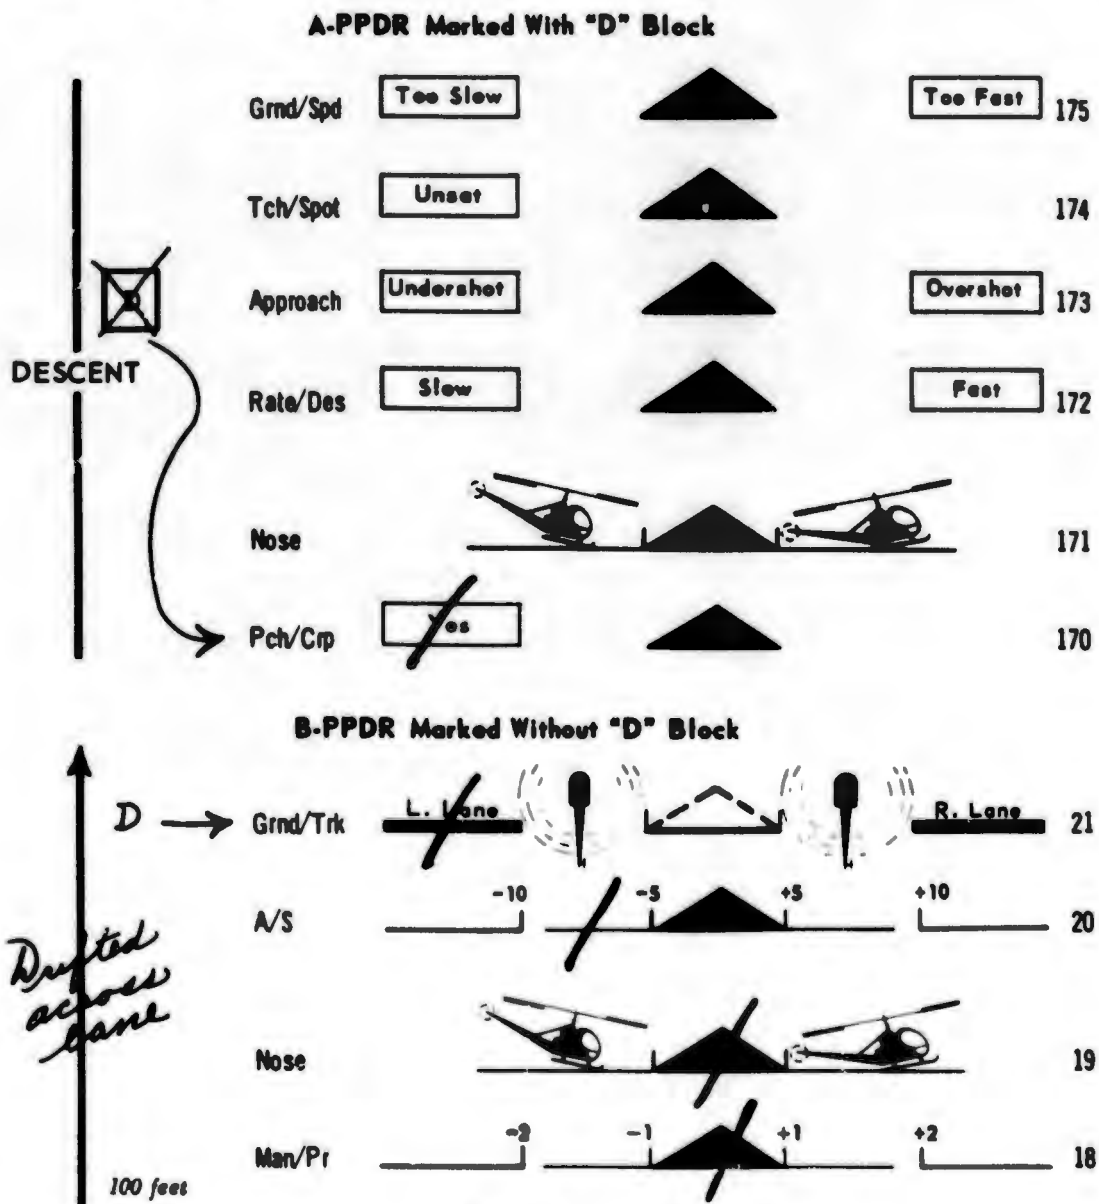 A-PPDR Marked With "D" Block
Grnd/Spd Too Slow Too Fast 175
Tch/Spot Unsat 174
Approach Undershot Overshot 173
DESCENT
Rate/Des Slow Fast 172
Nose 171
Pch/Crp Yes 170
B-PPDR Marked Without "D" Block
D Grnd/Trk L. Lane R. Lane 21
A/S -10 -5 +5 +10 20
Drifted
across
lane
Nose 19
Man/Pr -2 -1 +1 +2 18
100 feet